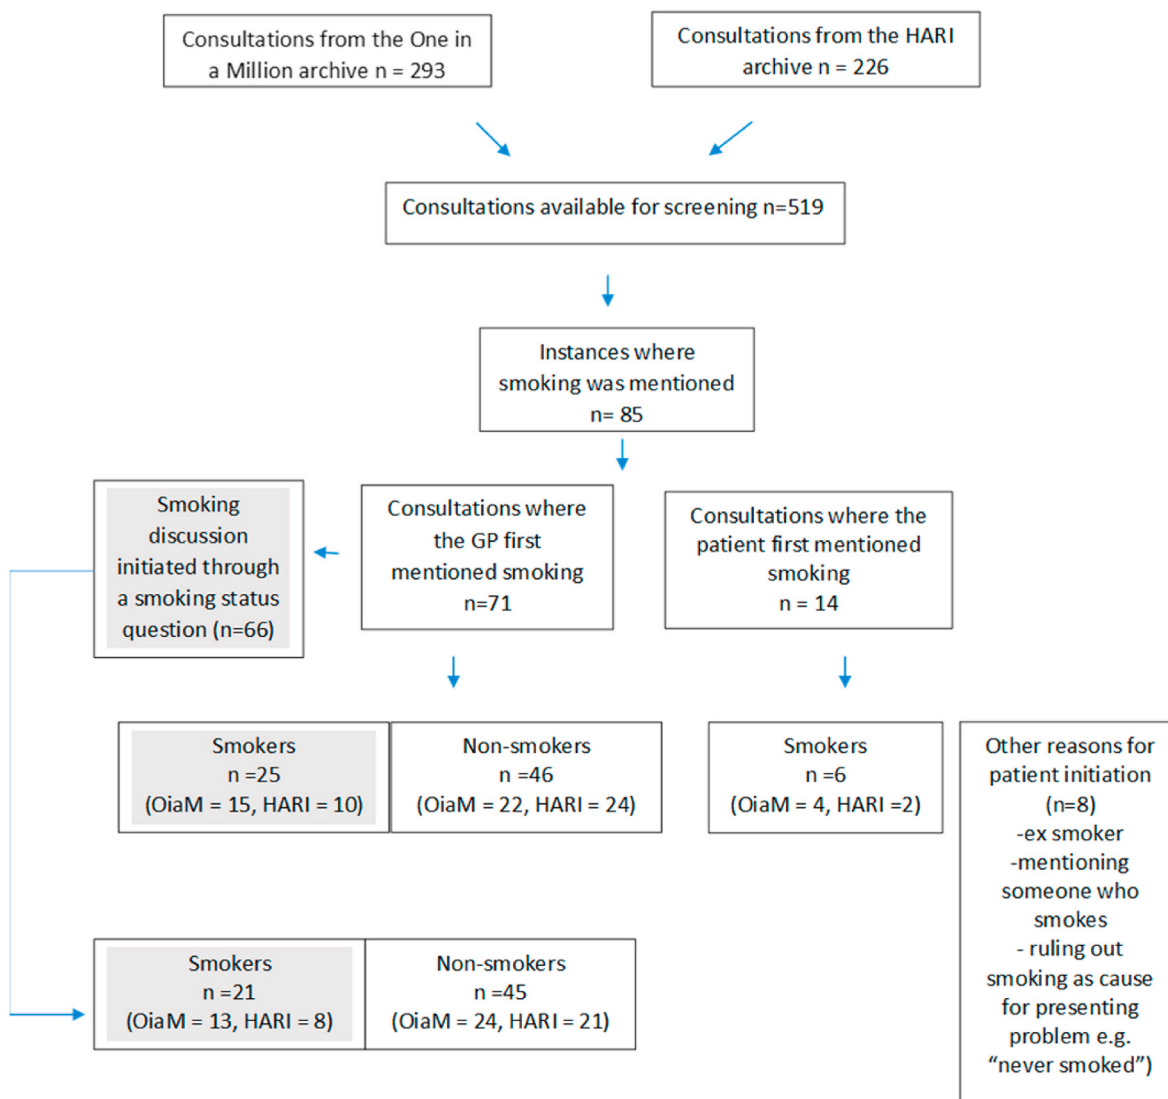 Consultations from the One in
a Million archive n = 293
Consultations from the HARI
archive n = 226
Consultations available for screening n=519
Instances where
smoking was mentioned
n= 85
Smoking
discussion
initiated through
a smoking status
question (n=66)
Consultations where
the GP first
mentioned smoking
n=71
Consultations where the
patient first mentioned
smoking
n = 14
Smokers
n =25
(OiaM = 15, HARI = 10)
Non-smokers
n =46
(OiaM = 22, HARI = 24)
Smokers
n =6
(OiaM = 4, HARI =2)
Other reasons for
patient initiation
(n=8)
-ex smoker
-mentioning
someone who
smokes
- ruling out
smoking as cause
for presenting
problem e.g.
“never smoked”)
Smokers
n =21
(OiaM = 13, HARI = 8)
Non-smokers
n =45
(OiaM = 24, HARI = 21)